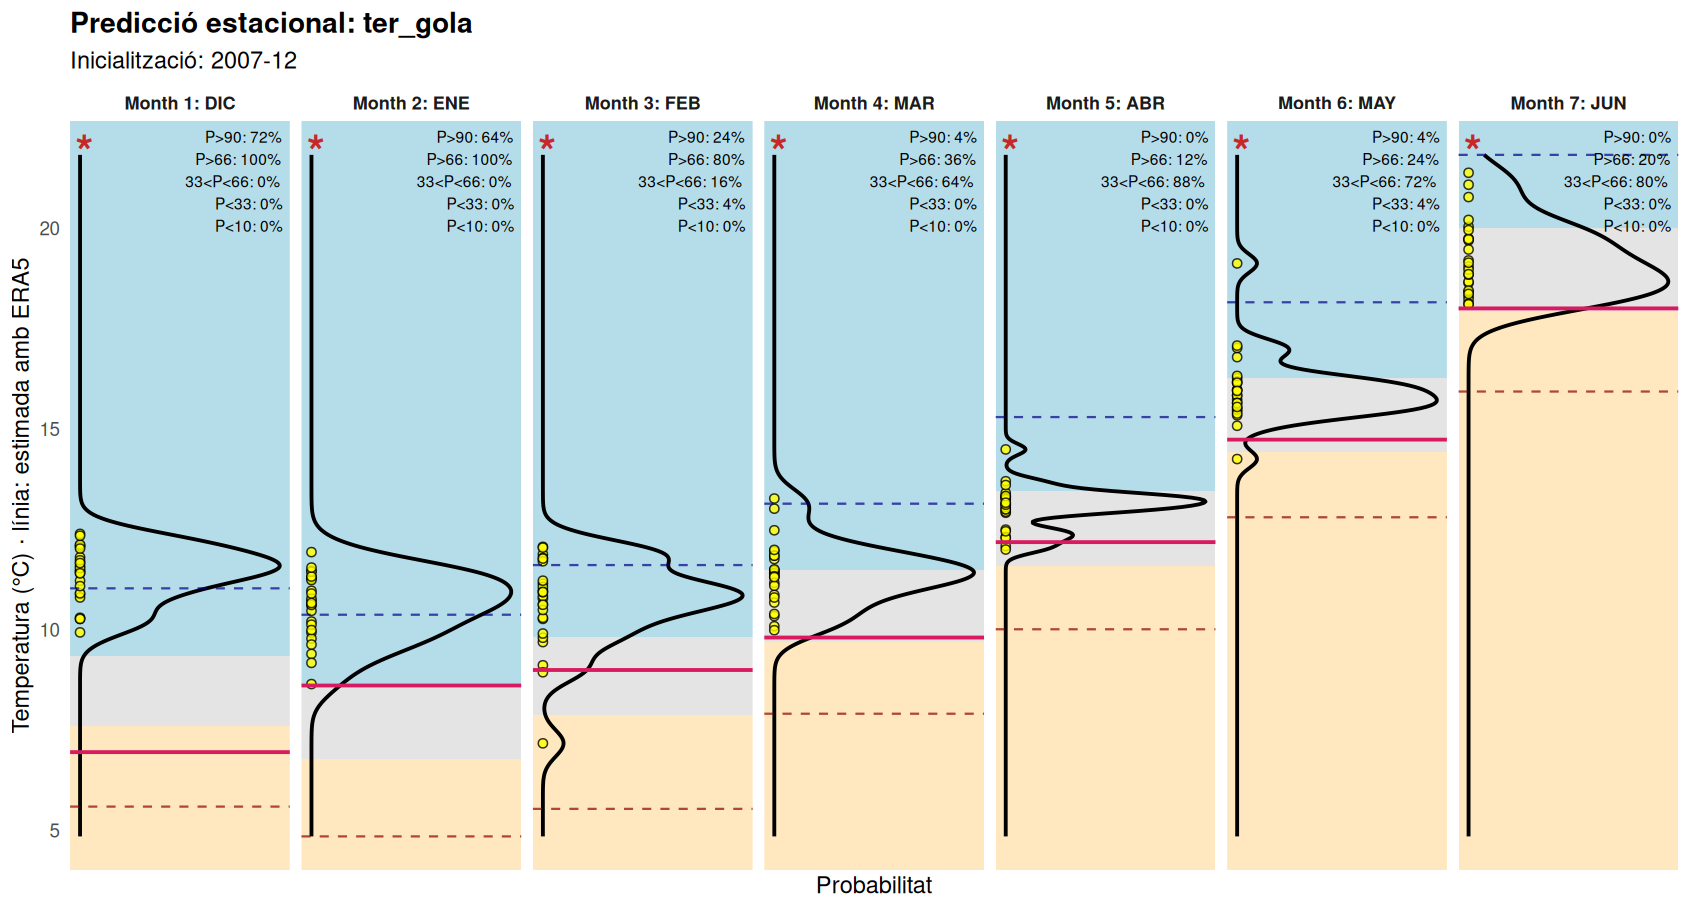 Predicció estacional: ter_gola
Inicialització: 2007-12
Month 1: DIC
Month 2: ENE
Month 3: FEB
Month 4: MAR
Month 5: ABR
Month 6: MAY
Month 7: JUN
*
P>90: 72%
P>66: 100%
33<P<66: 0%
P<33: 0%
P<10: 0%
*
P>90: 64%
P>66: 100%
33<P<66: 0%
P<33: 0%
P<10: 0%
*
P>90: 24%
P>66: 80%
33<P<66: 16%
P<33: 4%
P<10: 0%
*
P>90: 4%
P>66: 36%
33<P<66: 64%
P<33: 0%
P<10: 0%
*
P>90: 0%
P>66: 12%
33<P<66: 88%
P<33: 0%
P<10: 0%
*
P>90: 4%
P>66: 24%
33<P<66: 72%
P<33: 4%
P<10: 0%
*
P>90: 0%
P>66: 20%
33<P<66: 80%
P<33: 0%
P<10: 0%
20
15
10
5
Temperatura (°C) · línia: estimada amb ERA5
Probabilitat